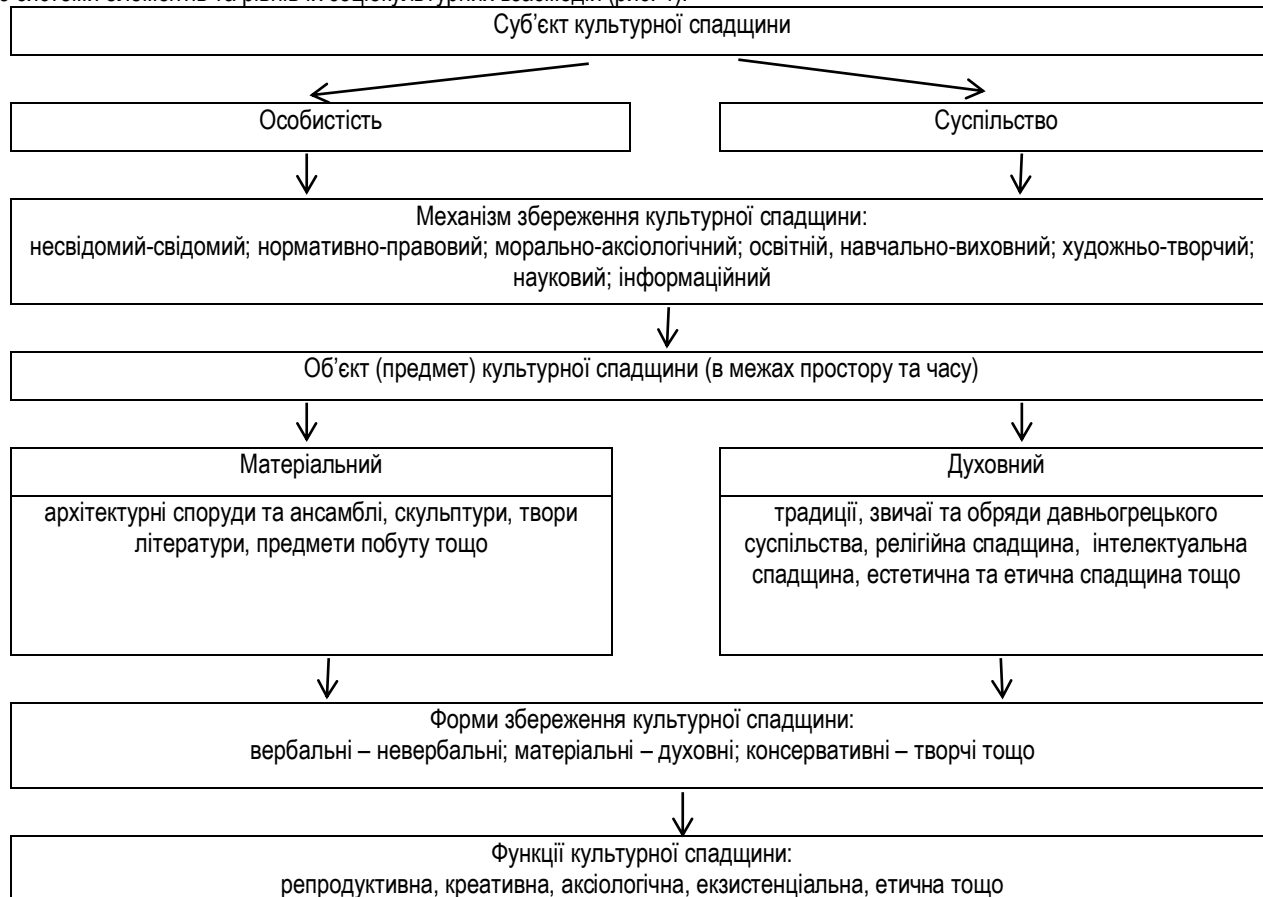 Суб’єкт культурної спадщини
Особистість
Суспільство
Механізм збереження культурної спадщини:
несвідомий-свідомий; нормативно-правовий; морально-аксіологічний; освітній, навчально-виховний; художньо-творчий;
науковий; інформаційний
Об’єкт (предмет) культурної спадщини (в межах простору та часу)
Матеріальний
архітектурні споруди та ансамблі, скульптури, твори
літератури, предмети побуту тощо
Духовний
традиції, звичаї та обряди давньогрецького
суспільства, релігійна спадщина, інтелектуальна
спадщина, естетична та етична спадщина тощо
Форми збереження культурної спадщини:
вербальні – невербальні; матеріальні – духовні; консервативні – творчі тощо
Функції культурної спадщини:
репродуктивна, креативна, аксіологічна, екзистенціальна, етична тощо